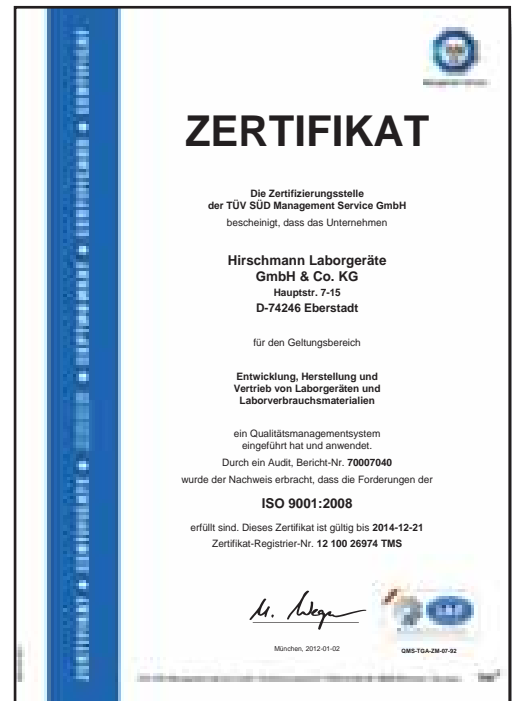 ZERTIFIKAT
Die Zertifizierungsstelle
der TÜV SÜD Management Service GmbH
bescheinigt, dass das Unternehmen
Hirschmann Laborgeräte
GmbH & Co. KG
Hauptstr. 7-15
D-74246 Eberstadt
für den Geltungsbereich
Entwicklung, Herstellung und
Vertrieb von Laborgeräten und
Laborverbrauchsmaterialien
ein Qualitätsmanagementsystem
eingeführt hat und anwendet.
Durch ein Audit, Bericht-Nr. 70007040
wurde der Nachweis erbracht, dass die Forderungen der
ISO 9001:2008
erfüllt sind. Dieses Zertifikat ist gültig bis 2014-12-21
Zertifikat-Registrier-Nr. 12 100 26974 TMS
München, 2012-01-02
QMS-TGA-ZM-07-92